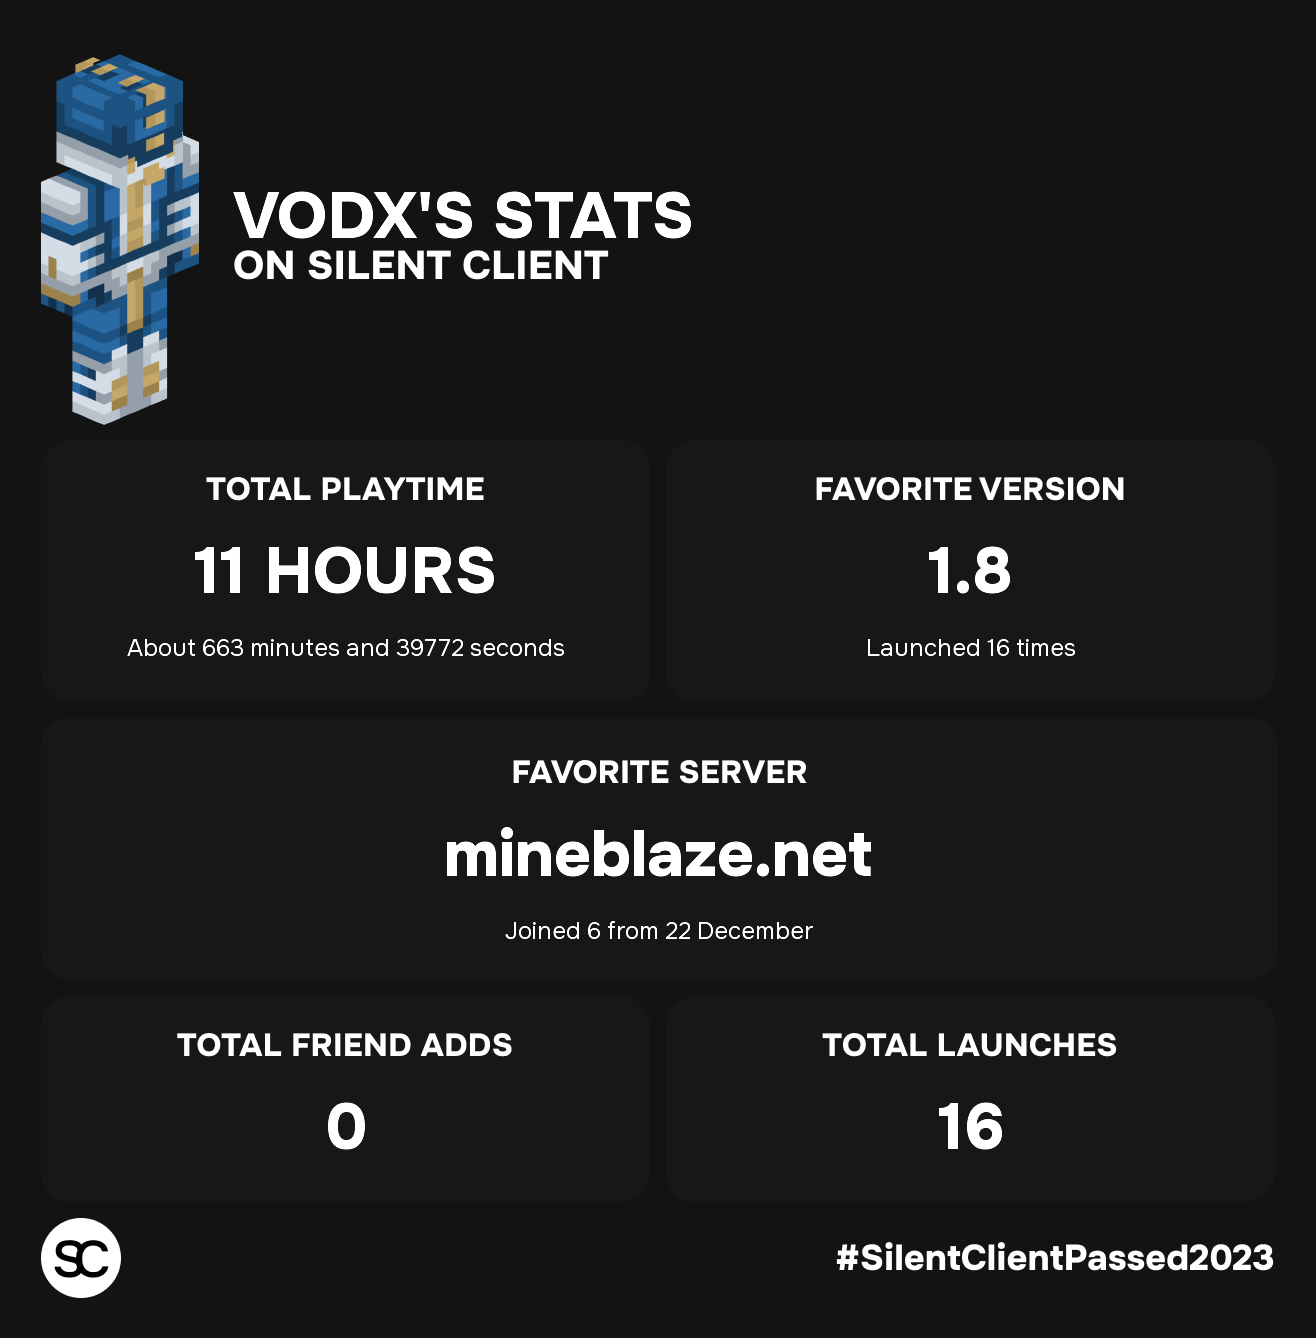 VODX'S STATS
ON SILENT CLIENT
TOTAL PLAYTIME
11 HOURS
About 663 minutes and 39772 seconds
FAVORITE VERSION
1.8
Launched 16 times
FAVORITE SERVER
mineblaze.net
Joined 6 from 22 December
TOTAL FRIEND ADDS
0
TOTAL LAUNCHES
16
SC
#SilentClientPassed2023